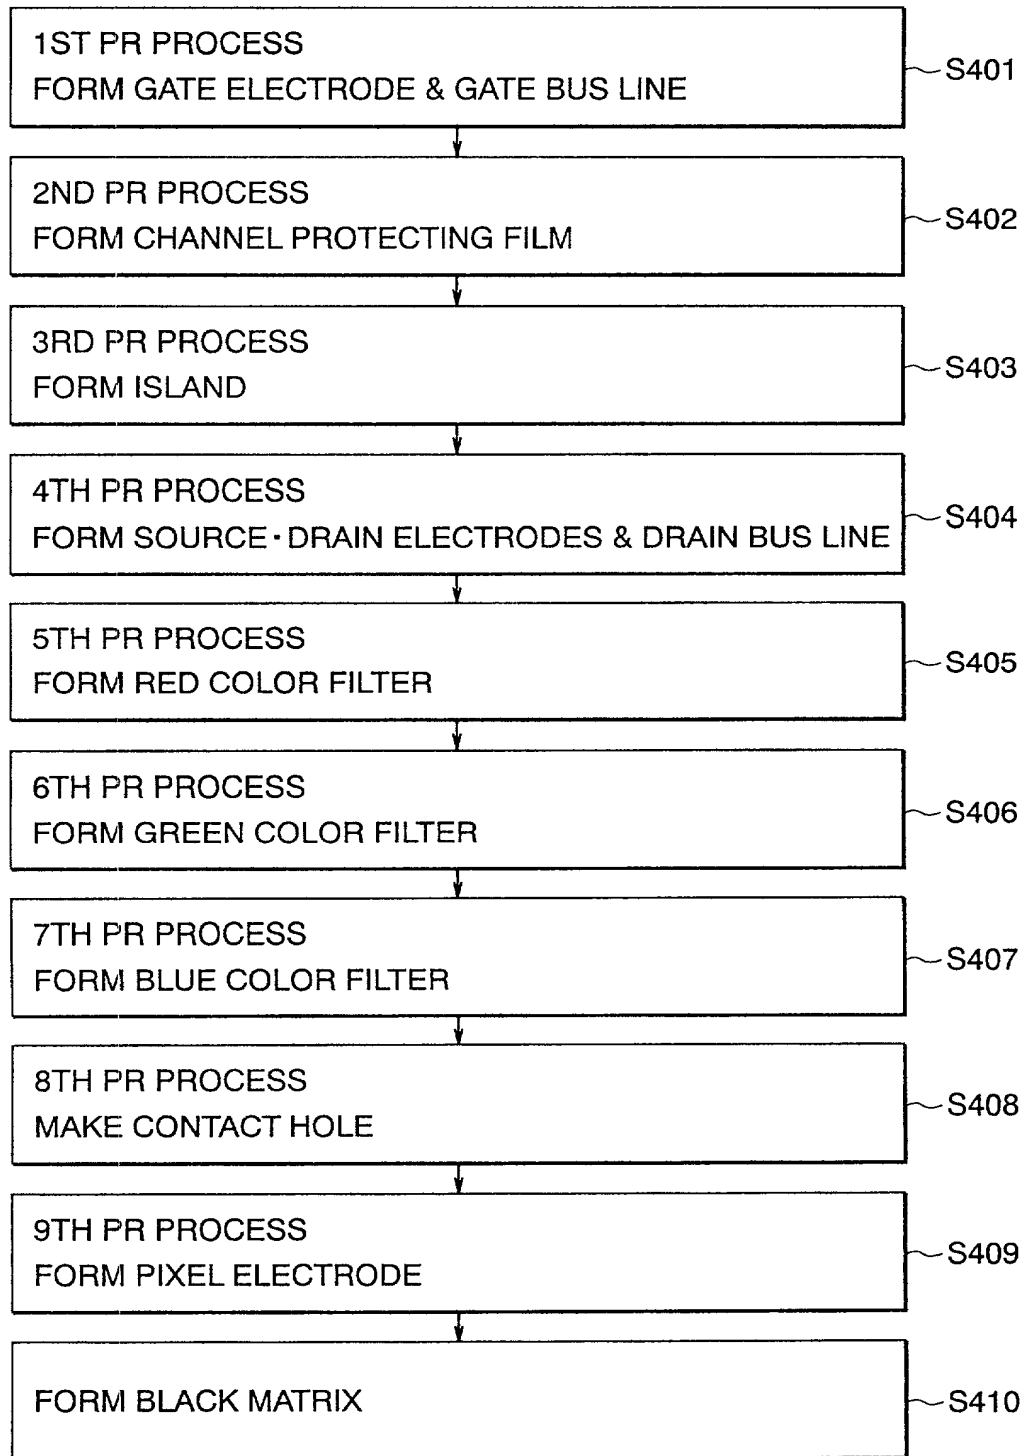 1ST PR PROCESS
FORM GATE ELECTRODE & GATE BUS LINE
S401
2ND PR PROCESS
FORM CHANNEL PROTECTING FILM
S402
3RD PR PROCESS
FORM ISLAND
S403
4TH PR PROCESS
FORM SOURCE・DRAIN ELECTRODES & DRAIN BUS LINE
S404
5TH PR PROCESS
FORM RED COLOR FILTER
S405
6TH PR PROCESS
FORM GREEN COLOR FILTER
S406
7TH PR PROCESS
FORM BLUE COLOR FILTER
S407
8TH PR PROCESS
MAKE CONTACT HOLE
S408
9TH PR PROCESS
FORM PIXEL ELECTRODE
S409
FORM BLACK MATRIX
S410